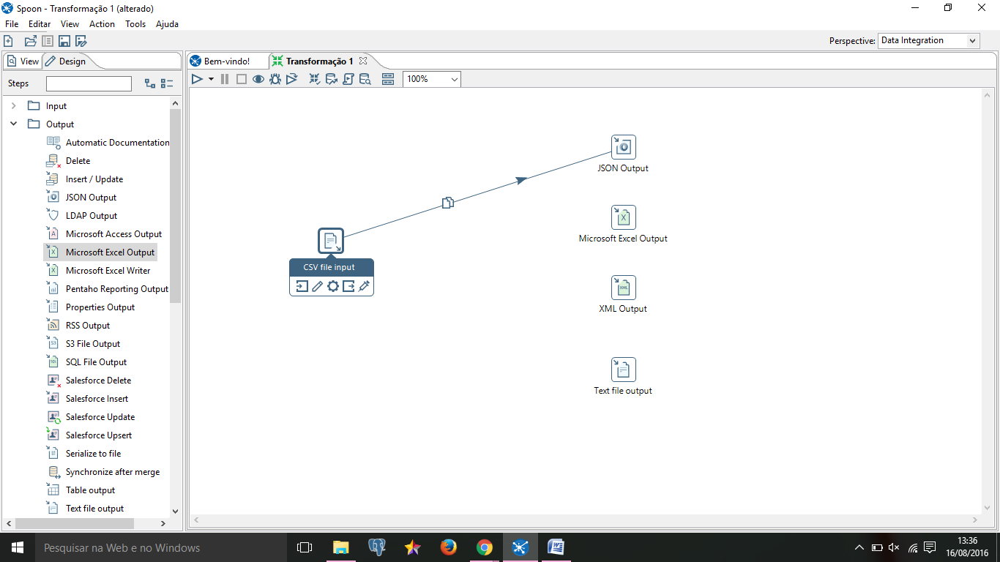 Spoon - Transformação 1 (alterado)
File Editar View Action Tools Ajuda
Perspective: Data Integration
View Design
Bem-vindo! Transformação 1
Steps
100%
Input
Output
Automatic Documentation
Delete
Insert / Update
JSON Output
LDAP Output
Microsoft Access Output
Microsoft Excel Output
Microsoft Excel Writer
Pentaho Reporting Output
Properties Output
RSS Output
S3 File Output
SQL File Output
Salesforce Delete
Salesforce Insert
Salesforce Update
Salesforce Upsert
Serialize to file
Synchronize after merge
Table output
Text file output
JSON Output
Microsoft Excel Output
CSV file input
XML
XML Output
Text file output
Pesquisar na Web e no Windows
13:36
16/08/2016